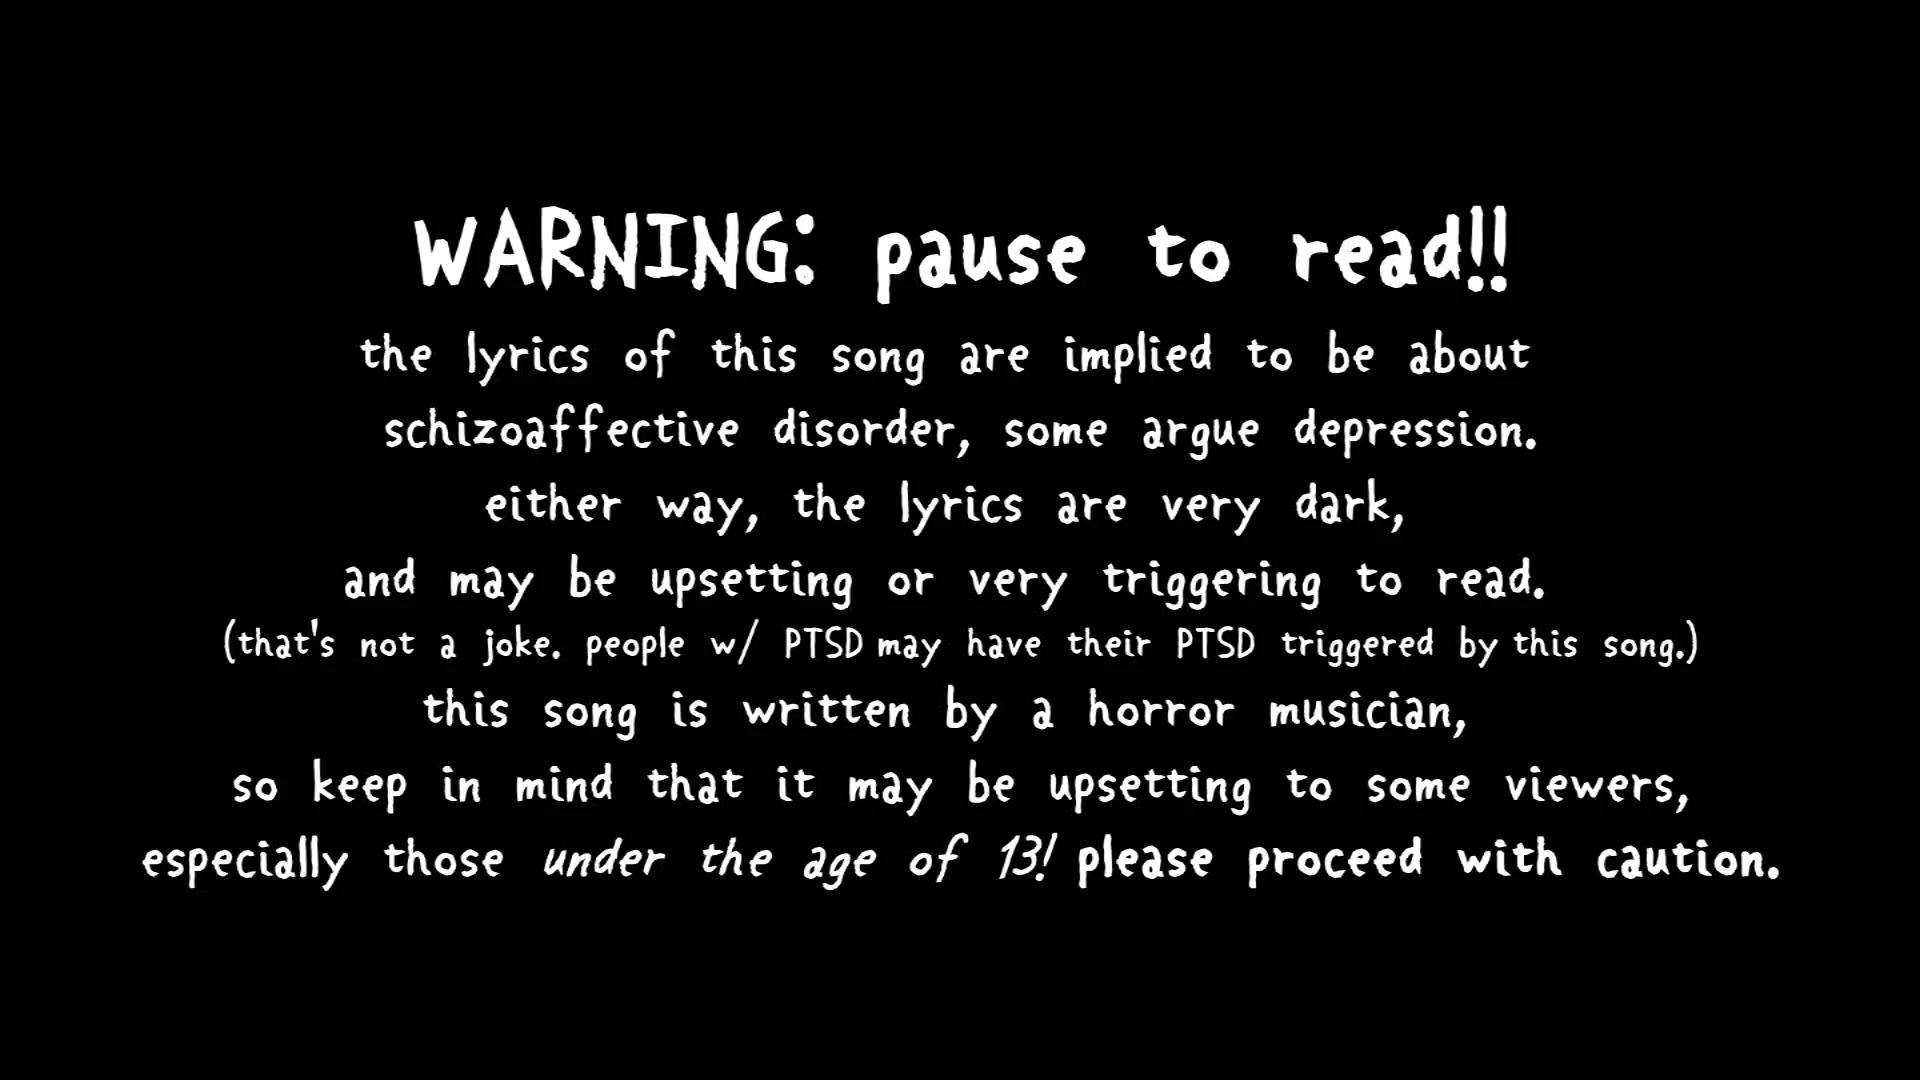 WARNING: pause to read!!
the lyrics of this song are implied to be about
schizoaffective disorder, some argue depression.
either way, the lyrics are very dark,
and may be upsetting or very triggering to read.
(that's not a joke. people w/ PTSD may have their PTSD triggered by this song.)
this song is written by a horror musician,
so keep in mind that it may be upsetting to some viewers,
especially those under the age of 13! please proceed with caution.